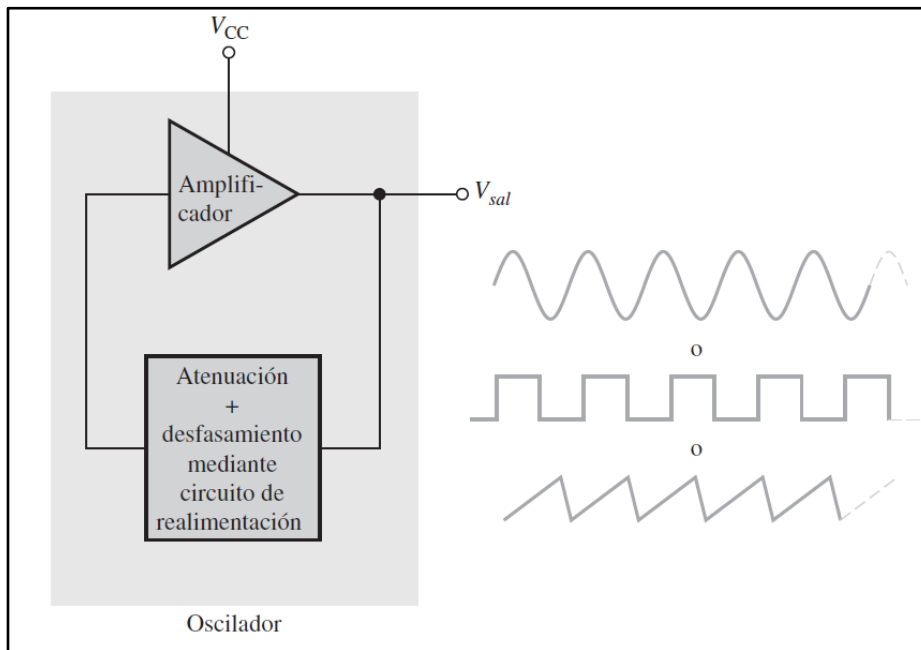 V_CC
Amplifi-
cador
V_sal
Atenuación
+
desfasamiento
mediante
circuito de
realimentación
Oscilador
o
o